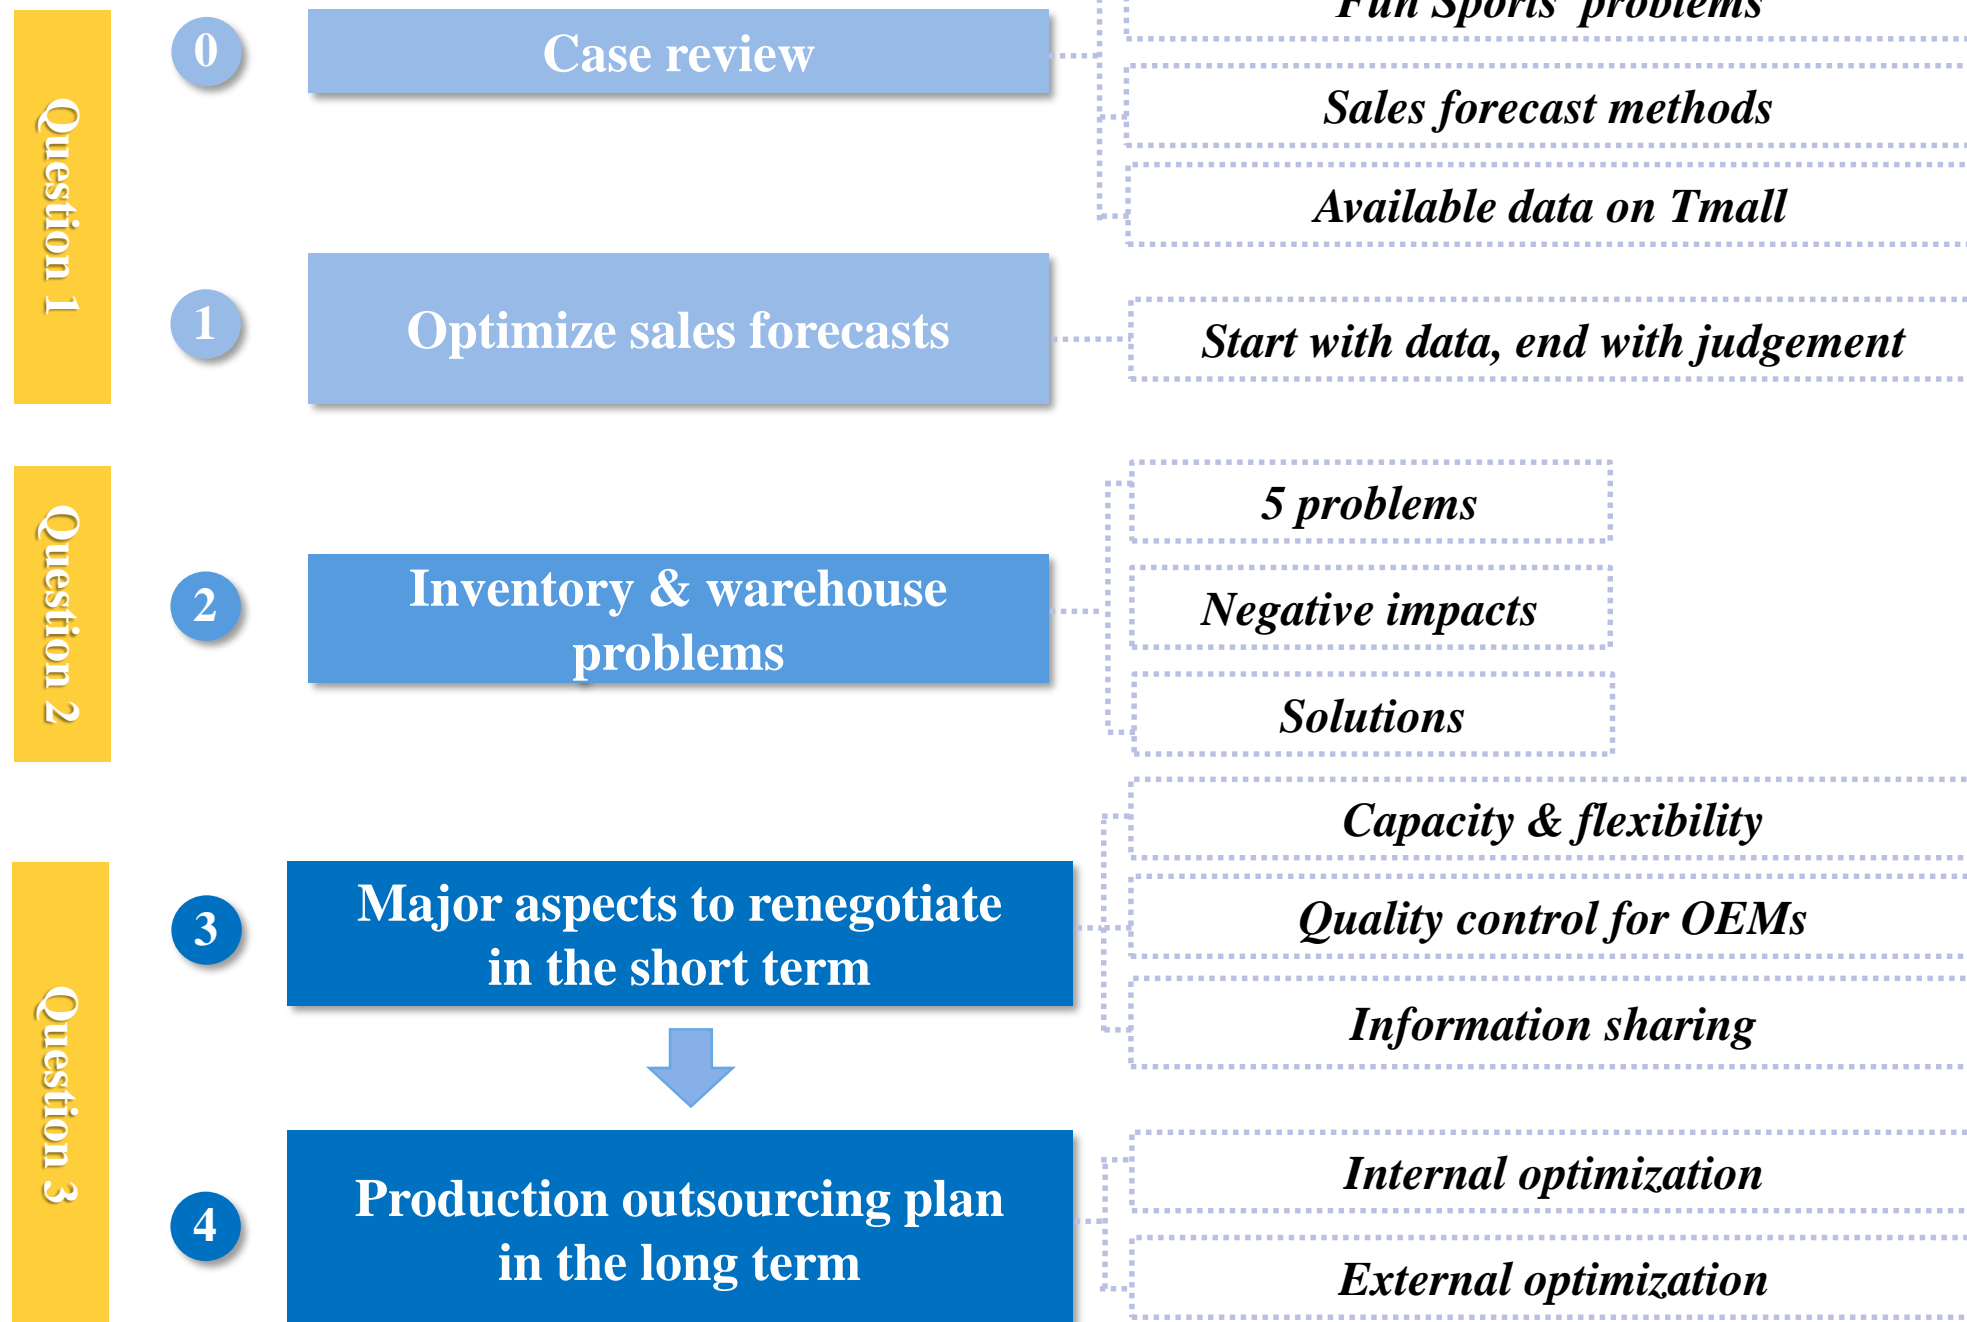 Question 1
0
Case review
Fun Sports' problems
Sales forecast methods
Available data on Tmall
1
Optimize sales forecasts
Start with data, end with judgement
Question 2
2
Inventory & warehouse
problems
5 problems
Negative impacts
Solutions
Question 3
3
Major aspects to renegotiate
in the short term
Capacity & flexibility
Quality control for OEMs
Information sharing
4
Production outsourcing plan
in the long term
Internal optimization
External optimization